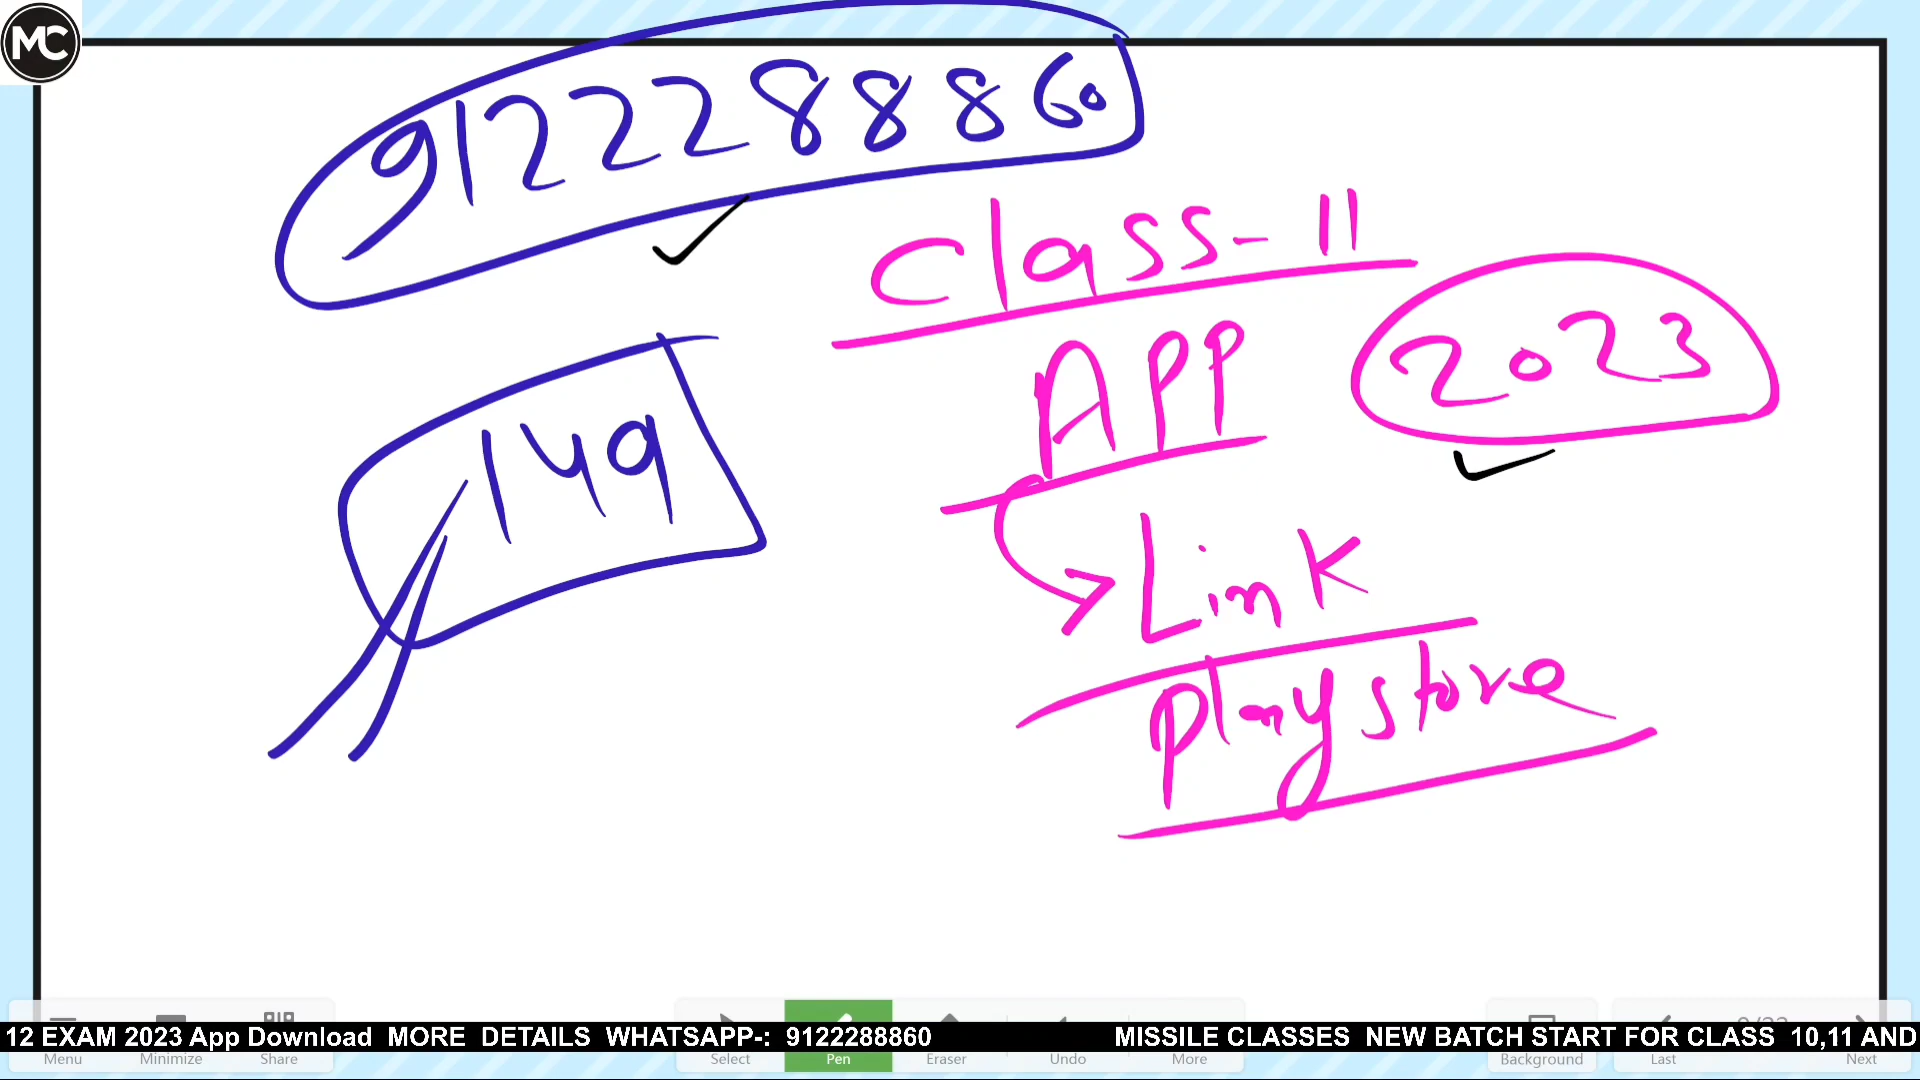 MC
9122288860
Class-11
APP
2023
149
Link
Playstore
12 EXAM 2023 App Download MORE DETAILS WHATSAPP-: 9122288860 MISSILE CLASSES NEW BATCH START FOR CLASS 10,11 AND
Menu Minimize Share Select Pen Eraser Undo More Background Last Next